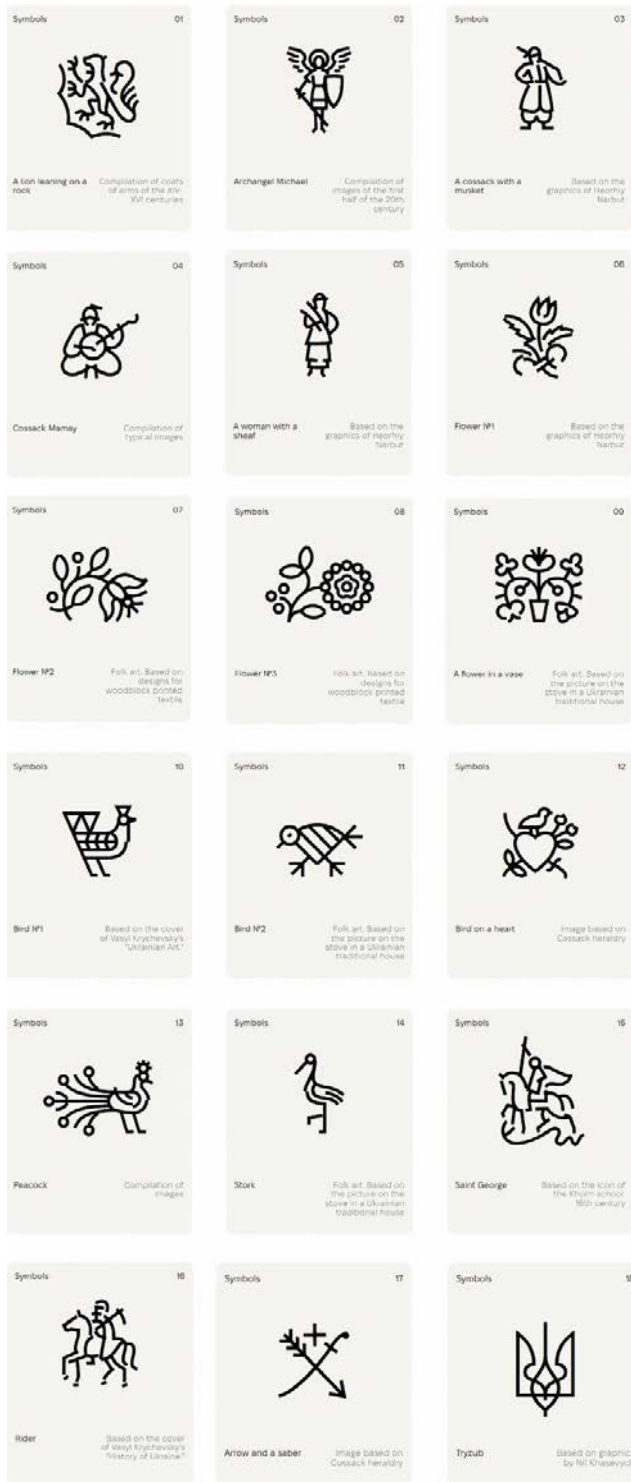 Symbols 01
A lion leaning on a
rock
Compilation of coats
of arms of the XIV-
XVI centuries
Symbols 02
Archangel Michael
Compilation of
images of the first
half of the 20th
century
Symbols 03
A cossack with a
musket
Based on the
graphics of Heorhiy
Narbut
Symbols 04
Cossack Mamay
Compilation of
typical images
Symbols 05
A woman with a
sheaf
Based on the
graphics of Heorhiy
Narbut
Symbols 06
Flower №1
Based on the
graphics of Heorhiy
Narbut
Symbols 07
Flower №2
Folk art. Based on
designs for
woodblock printed
textile
Symbols 08
Flower №3
Folk art. Based on
designs for
woodblock printed
textile
Symbols 09
A flower in a vase
Folk art. Based on
the picture on the
stove in a Ukrainian
traditional house
Symbols 10
Bird №1
Based on the cover
of Vasyl Krychevsky's
"Ukrainian Art."
Symbols 11
Bird №2
Folk art. Based on
the picture on the
stove in a Ukrainian
traditional house
Symbols 12
Bird on a heart
Image based on
Cossack heraldry
Symbols 13
Peacock
Compilation of
images
Symbols 14
Stork
Folk art. Based on
the picture on the
stove in a Ukrainian
traditional house
Symbols 15
Saint George
Based on the icon of
the Kholm school.
16th century
Symbols 16
Rider
Based on the cover
of Vasyl Krychevsky's
"History of Ukraine."
Symbols 17
Arrow and a saber
Image based on
Cossack heraldry
Symbols 18
Tryzub
Based on graphics
by Nil Khasevych